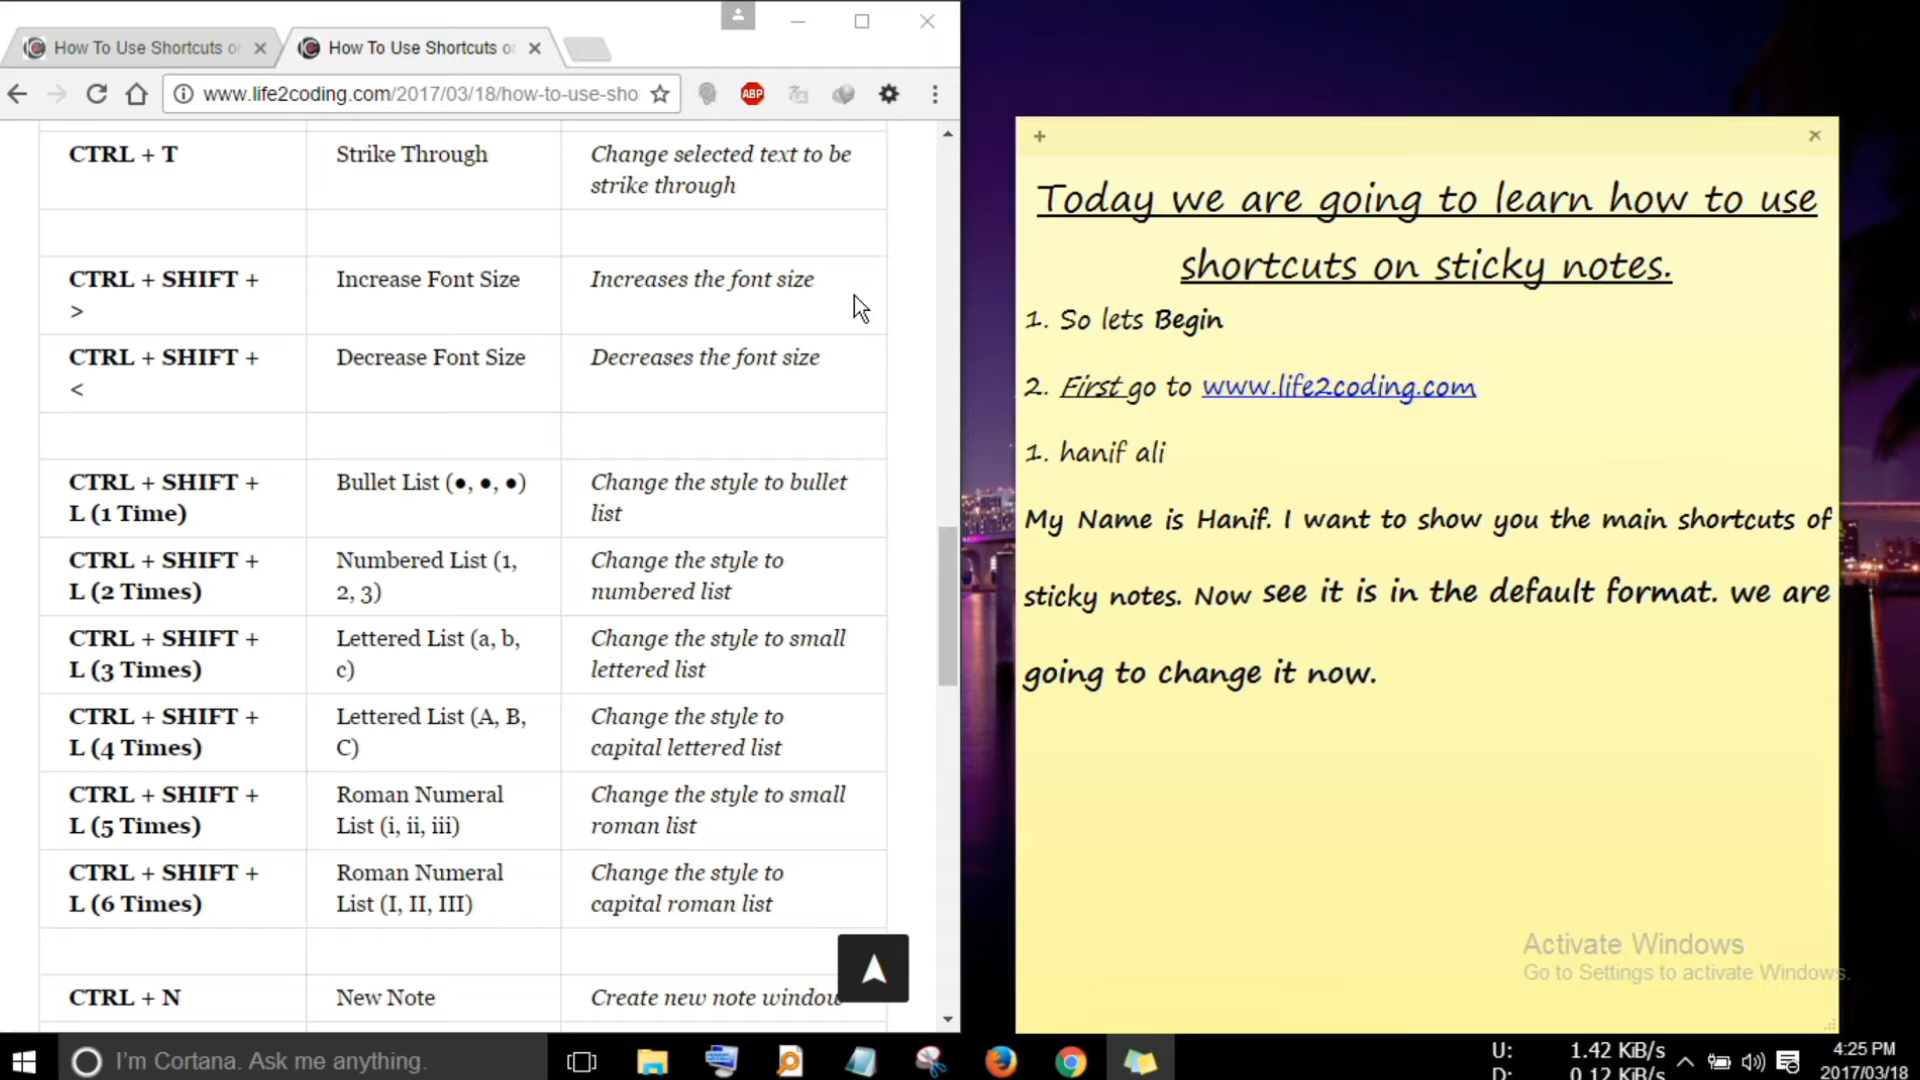 How To Use Shortcuts o
How To Use Shortcuts o
www.life2coding.com/2017/03/18/how-to-use-sho
ABP
CTRL + T
Strike Through
Change selected text to be
strike through
CTRL + SHIFT +
>
Increase Font Size
Increases the font size
CTRL + SHIFT +
<
Decrease Font Size
Decreases the font size
CTRL + SHIFT +
L (1 Time)
Bullet List (●, ●, ●)
Change the style to bullet
list
CTRL + SHIFT +
L (2 Times)
Numbered List (1,
2, 3)
Change the style to
numbered list
CTRL + SHIFT +
L (3 Times)
Lettered List (a, b,
c)
Change the style to small
lettered list
CTRL + SHIFT +
L (4 Times)
Lettered List (A, B,
C)
Change the style to
capital lettered list
CTRL + SHIFT +
L (5 Times)
Roman Numeral
List (i, ii, iii)
Change the style to small
roman list
CTRL + SHIFT +
L (6 Times)
Roman Numeral
List (I, II, III)
Change the style to
capital roman list
CTRL + N
New Note
Create new note window
Today we are going to learn how to use
shortcuts on sticky notes.
1. So lets Begin
2. First go to www.life2coding.com
1. hanif ali
My Name is Hanif. I want to show you the main shortcuts of
sticky notes. Now see it is in the default format. we are
going to change it now.
Activate Windows
Go to Settings to activate Windows.
I'm Cortana. Ask me anything.
U: 1.42 KiB/s
D: 0.12 KiB/s
4:25 PM
2017/03/18